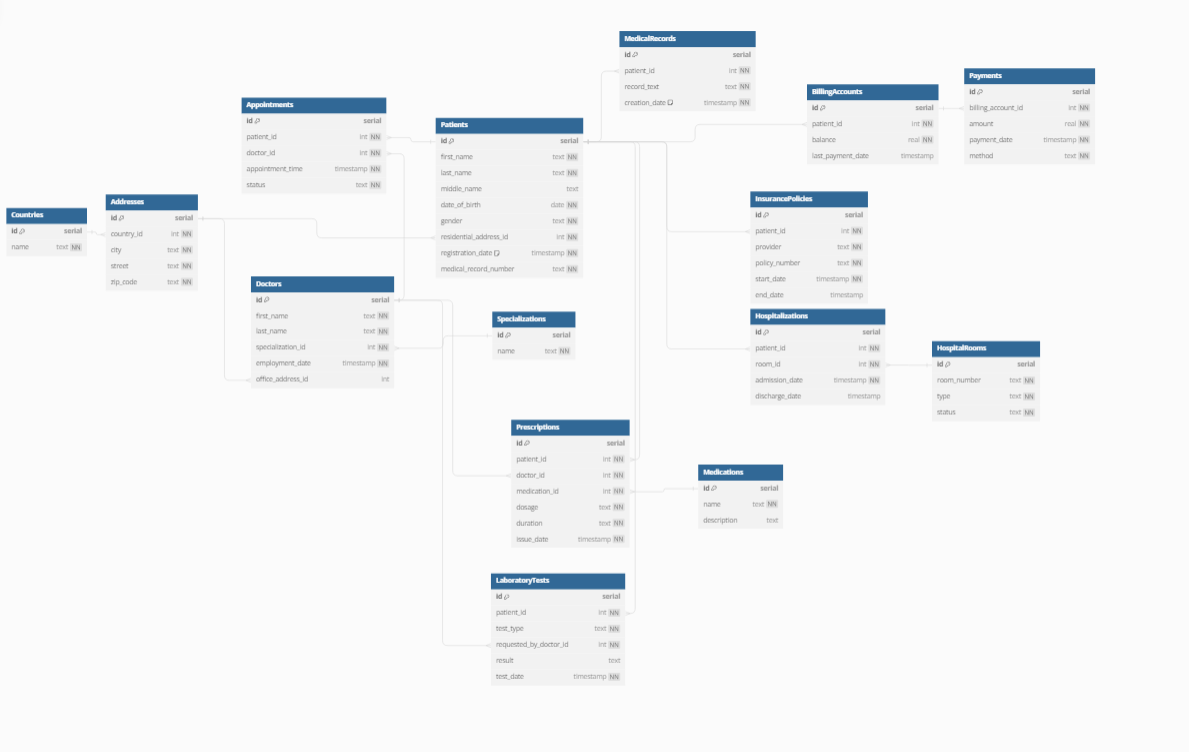 MedicalRecords
id serial
patient_id int NN
record_text text NN
creation_date timestamp NN
Payments
id serial
billing_account_id int NN
amount real NN
payment_date timestamp NN
method text NN
BillingAccounts
id serial
patient_id int NN
balance real NN
last_payment_date timestamp
Appointments
id serial
patient_id int NN
doctor_id int NN
appointment_time timestamp NN
status text NN
Patients
id serial
first_name text NN
last_name text NN
middle_name text
date_of_birth date NN
gender text NN
residential_address_id int NN
registration_date timestamp NN
medical_record_number text NN
Countries
id serial
name text NN
Addresses
id serial
country_id int NN
city text NN
street text NN
zip_code text NN
InsurancePolicies
id serial
patient_id int NN
provider text NN
policy_number text NN
start_date timestamp NN
end_date timestamp
Doctors
id serial
first_name text NN
last_name text NN
specialization_id int NN
employment_date timestamp NN
office_address_id int
Specializations
id serial
name text NN
Hospitalizations
id serial
patient_id int NN
room_id int NN
admission_date timestamp NN
discharge_date timestamp
HospitalRooms
id serial
room_number text NN
type text NN
status text NN
Prescriptions
id serial
patient_id int NN
doctor_id int NN
medication_id int NN
dosage text NN
duration text NN
issue_date timestamp NN
Medications
id serial
name text NN
description text
LaboratoryTests
id serial
patient_id int NN
test_type text NN
requested_by_doctor_id int NN
result text
test_date timestamp NN